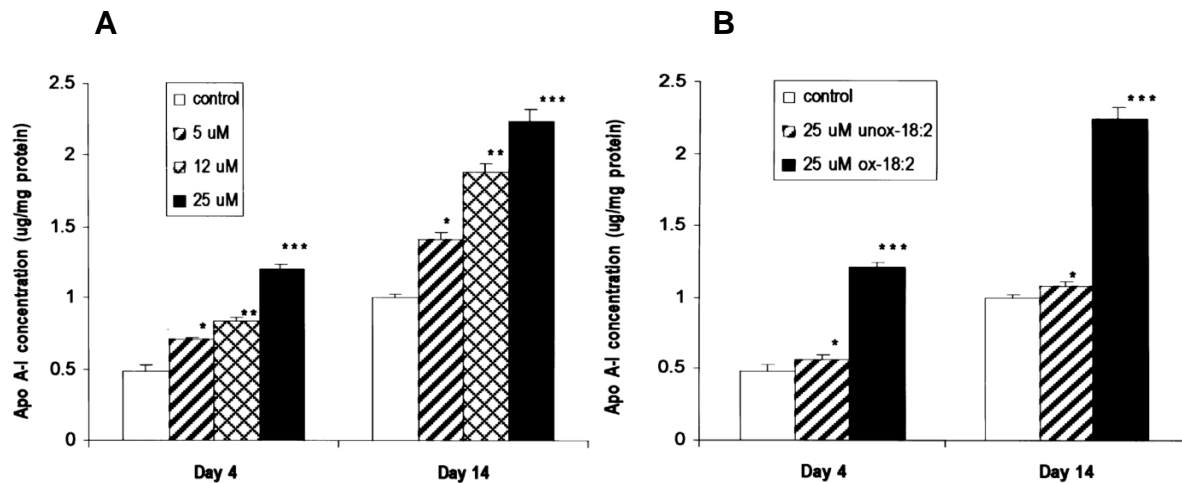 A
Apo A-I concentration (ug/mg protein)
2.5
2
1.5
1
0.5
0
control
5 uM
12 uM
25 uM
*
**
***
*
**
***
Day 4
Day 14
B
Apo A-I concentration (ug/mg protein)
2.5
2
1.5
1
0.5
0
control
25 uM unox-18:2
25 uM ox-18:2
*
***
*
***
Day 4
Day 14